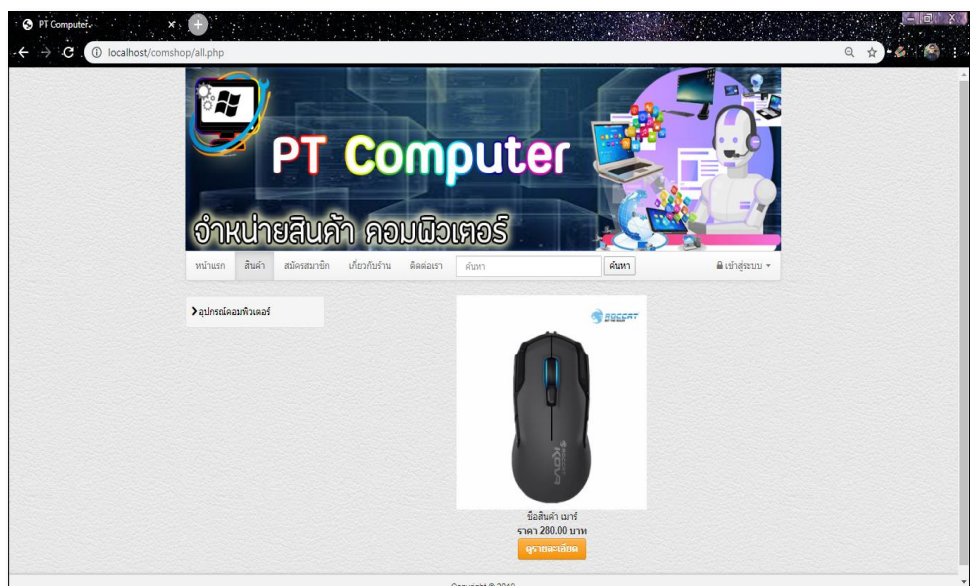 PT Computer
localhost/comshop/all.php
PT Computer
จำหน่ายสินค้า คอมพิวเตอร์
หน้าแรก สินค้า สมัครสมาชิก เกี่ยวกับร้าน ติดต่อเรา ค้นหา ค้นหา เข้าสู่ระบบ
อุปกรณ์คอมพิวเตอร์
ROCCAT
ROCCAT KOVA
ชื่อสินค้า เมาร์
ราคา 280.00 บาท
ดูรายละเอียด